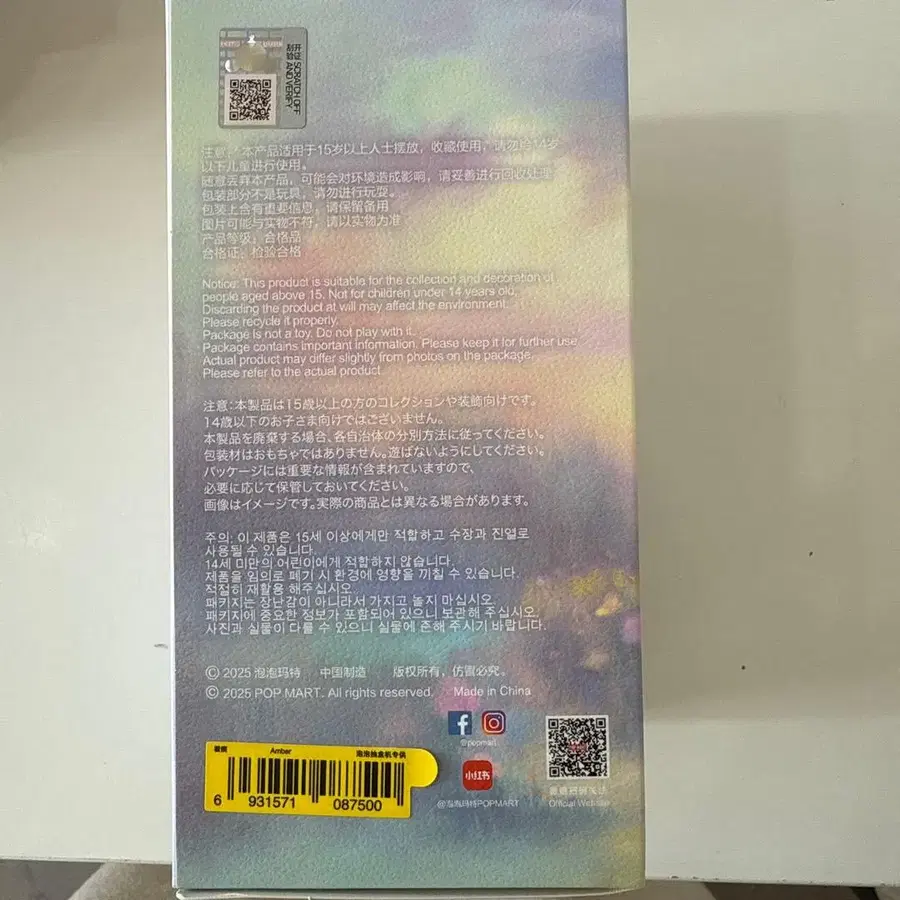 SCRATCH OFF
AND VERIFY
注意：本产品适用于15岁以上人士摆放，收藏使用，请勿给14岁
以下儿童进行使用。
随意丢弃本产品，可能会对环境造成影响，请妥善进行回收处理
包装部分不是玩具，请勿进行玩耍。
包装上含有重要信息，请保留备用
图片可能与实物不符，请以实物为准
产品等级：合格品
合格证：检验合格
Notice: This product is suitable for the collection and decoration of
people aged above 15. Not for children under 14 years old.
Discarding the product at will may affect the environment.
Please recycle it properly.
Package is not a toy. Do not play with it.
Package contains important information. Please keep it for further use
Actual product may differ slightly from photos on the package.
Please refer to the actual product.
注意：本製品は15歳以上の方のコレクションや装飾向けです。
14歳以下のお子さま向けではございません。
本製品を廃棄する場合、各自治体の分別方法に従ってください。
包装材はおもちゃではありません。遊ばないようにしてください。
パッケージには重要な情報が含まれていますので、
必要に応じて保管しておいてください。
画像はイメージです。実際の商品とは異なる場合があります。
주의: 이 제품은 15세 이상에게만 적합하고 수장과 진열로
사용될 수 있습니다.
14세 미만의 어린이에게 적합하지 않습니다.
제품을 임의로 폐기 시 환경에 영향을 끼칠 수 있습니다.
적절히 재활용 해주십시오.
패키지는 장난감이 아니라서 가지고 놀지 마십시오.
패키지에 중요한 정보가 포함되어 있으니 보관해 주십시오.
사진과 실물이 다를 수 있으니 실물에 준해 주시기 바랍니다.
© 2025 泡泡玛特 中国制造 版权所有，仿冒必究。
© 2025 POP MART. All rights reserved. Made in China
@popmart
小红书
@泡泡玛特POPMART
Official Website
Amber 泡泡抽盒机专供
6 931571 087500